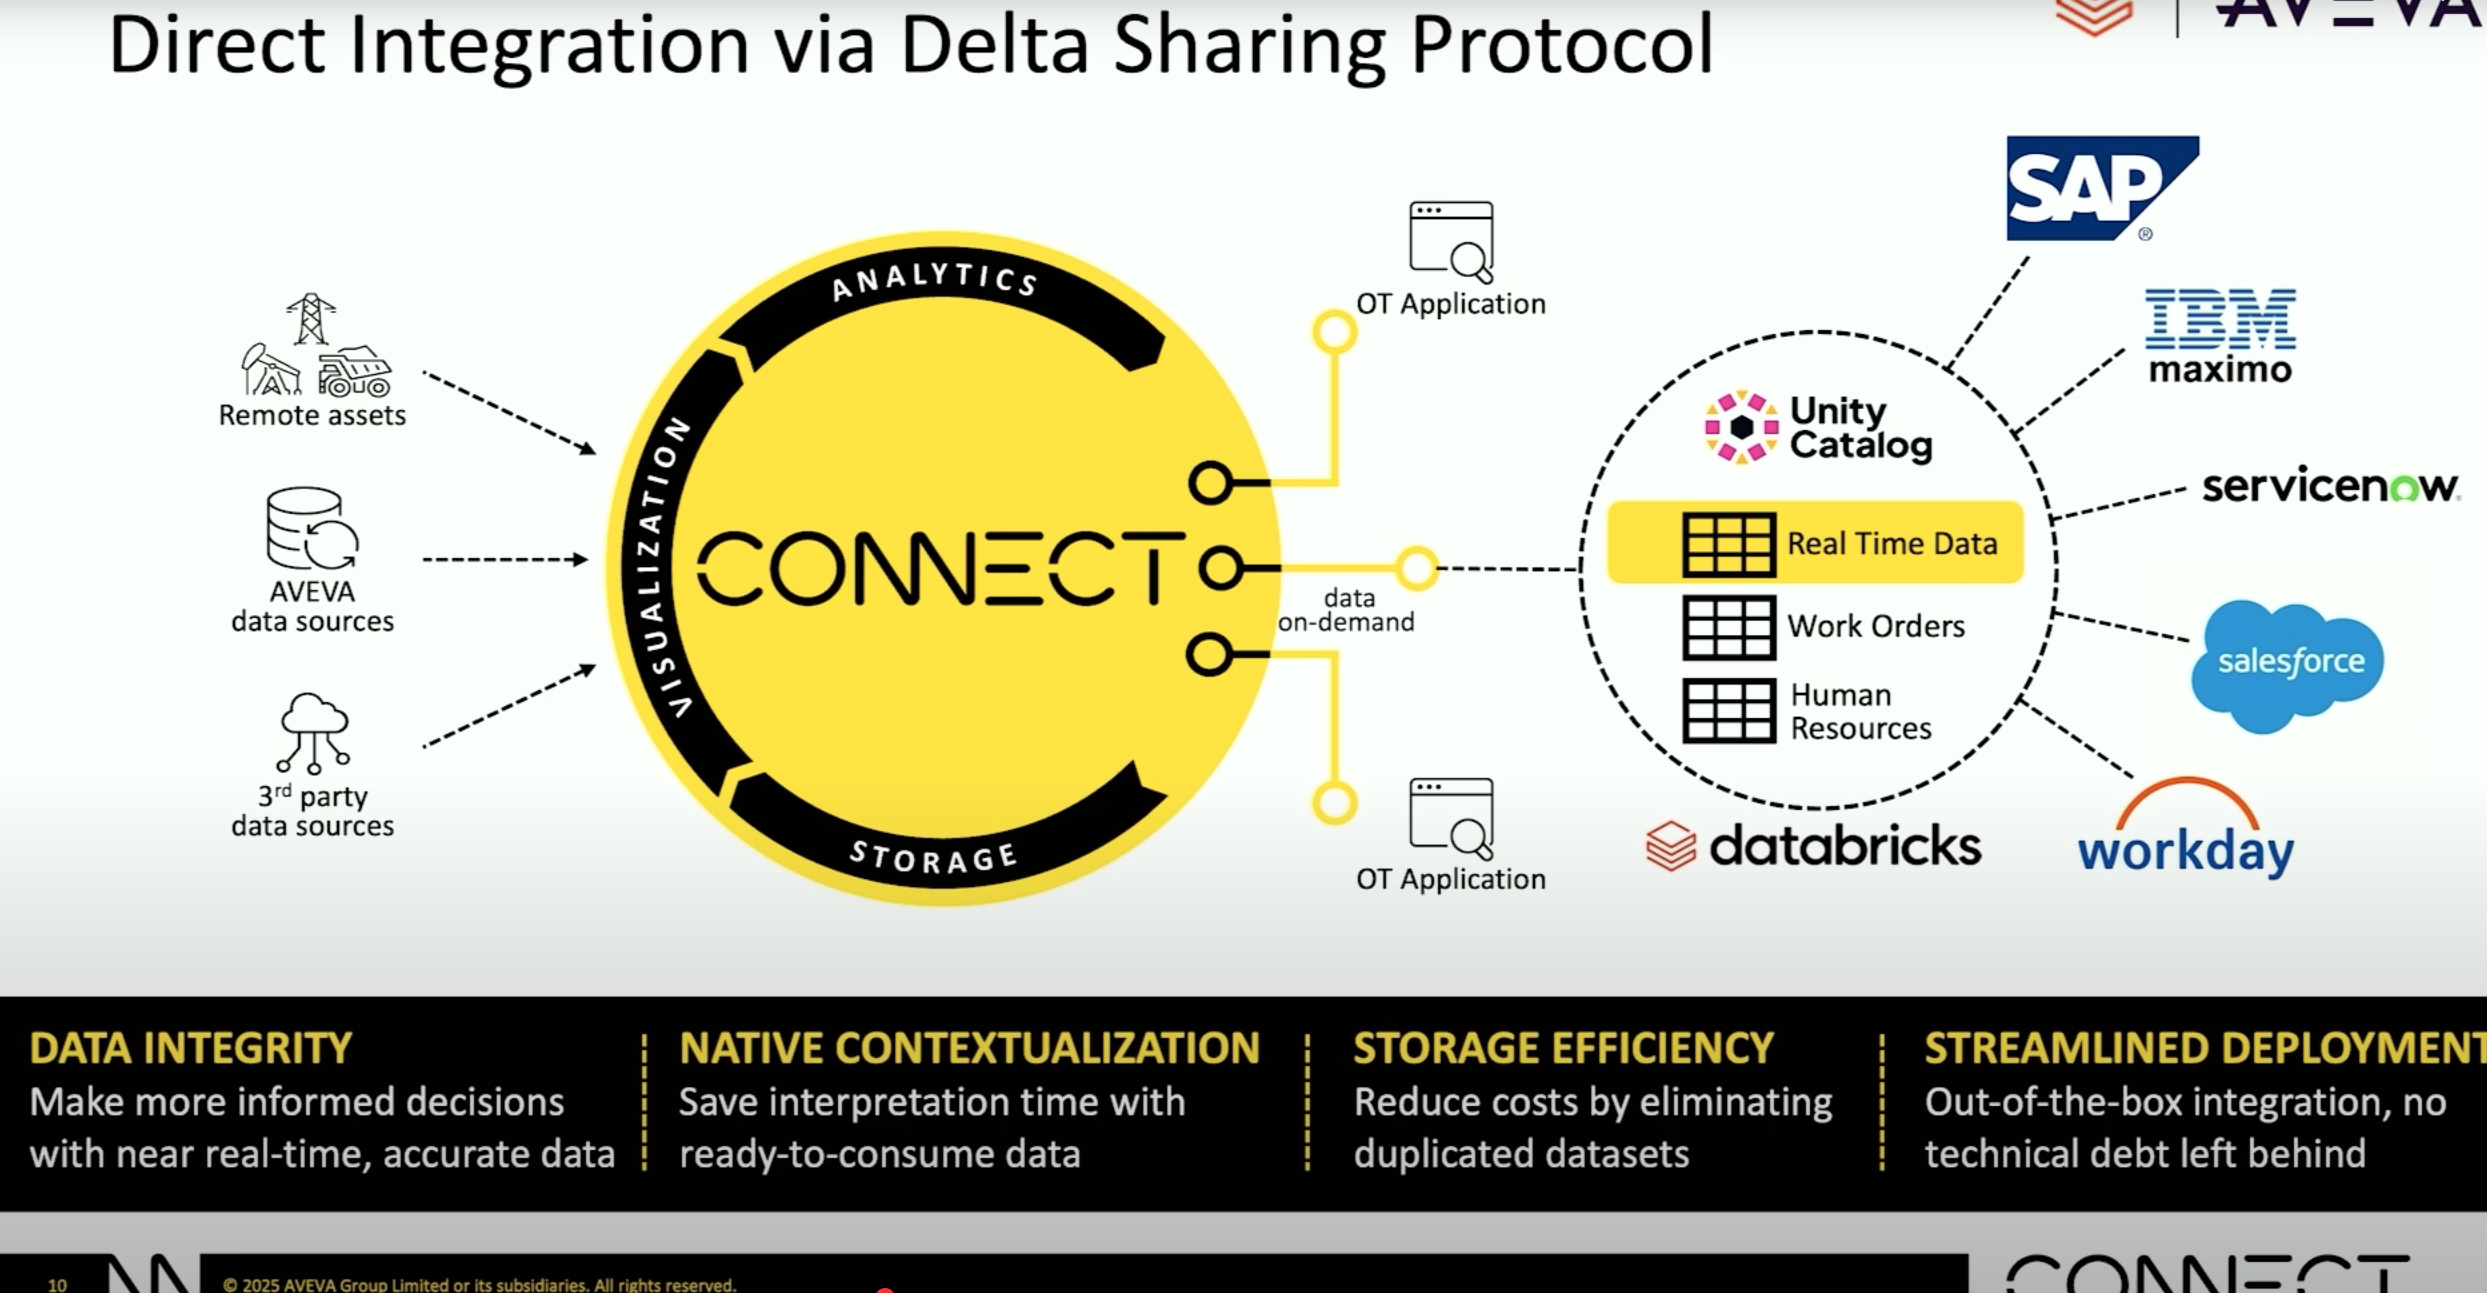 Direct Integration via Delta Sharing Protocol
AVEVA
Remote assets
AVEVA
data sources
3rd party
data sources
ANALYTICS
VISUALIZATION
STORAGE
CONNECT
OT Application
data
on-demand
OT Application
Unity
Catalog
Real Time Data
Work Orders
Human
Resources
databricks
SAP
®
IBM
maximo
servicenow.
salesforce
workday
DATA INTEGRITY
Make more informed decisions
with near real-time, accurate data
NATIVE CONTEXTUALIZATION
Save interpretation time with
ready-to-consume data
STORAGE EFFICIENCY
Reduce costs by eliminating
duplicated datasets
STREAMLINED DEPLOYMENT
Out-of-the-box integration, no
technical debt left behind
10
© 2025 AVEVA Group Limited or its subsidiaries. All rights reserved.
CONNECT